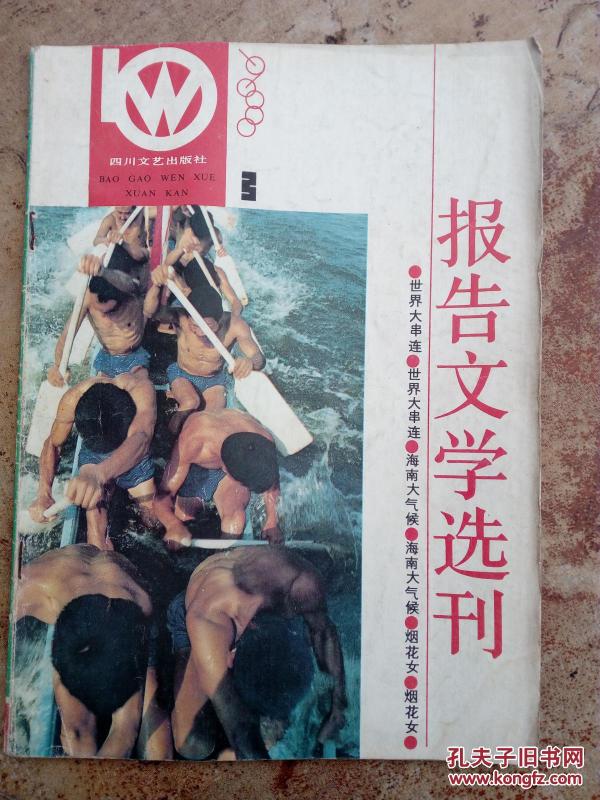 四川文艺出版社
BAO GAO WEN XUE
XUAN KAN
1988
3
报告文学选刊
●世界大串连●世界大串连●海南大气候●海南大气候●烟花女●烟花女●
孔夫子旧书网
www.kongfz.com